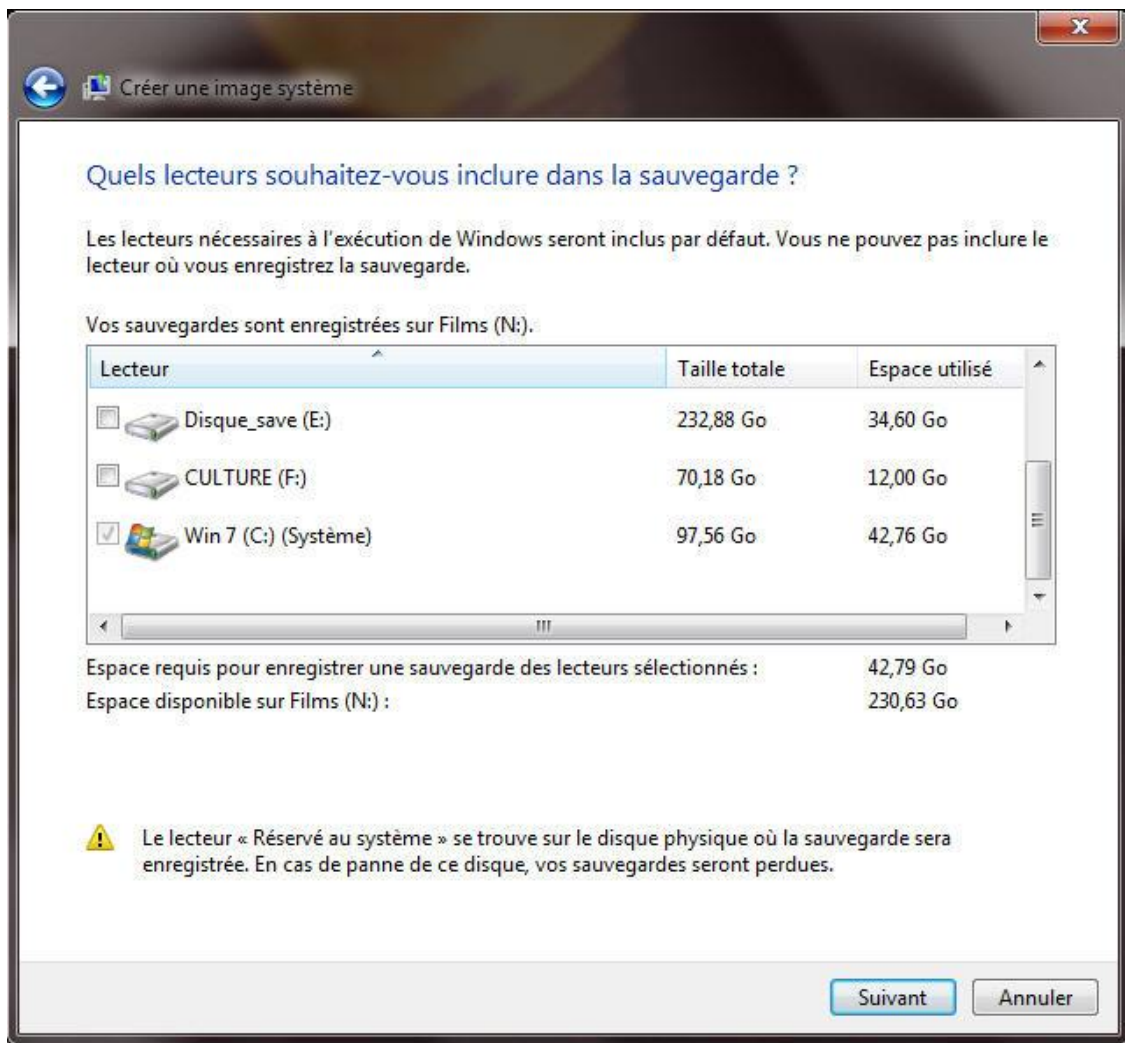 Créer une image système
Quels lecteurs souhaitez-vous inclure dans la sauvegarde ?
Les lecteurs nécessaires à l'exécution de Windows seront inclus par défaut. Vous ne pouvez pas inclure le
lecteur où vous enregistrez la sauvegarde.
Vos sauvegardes sont enregistrées sur Films (N:).
Lecteur Taille totale Espace utilisé
Disque_save (E:) 232,88 Go 34,60 Go
CULTURE (F:) 70,18 Go 12,00 Go
Win 7 (C:) (Système) 97,56 Go 42,76 Go
Espace requis pour enregistrer une sauvegarde des lecteurs sélectionnés : 42,79 Go
Espace disponible sur Films (N:) : 230,63 Go
Le lecteur « Réservé au système » se trouve sur le disque physique où la sauvegarde sera
enregistrée. En cas de panne de ce disque, vos sauvegardes seront perdues.
Suivant Annuler